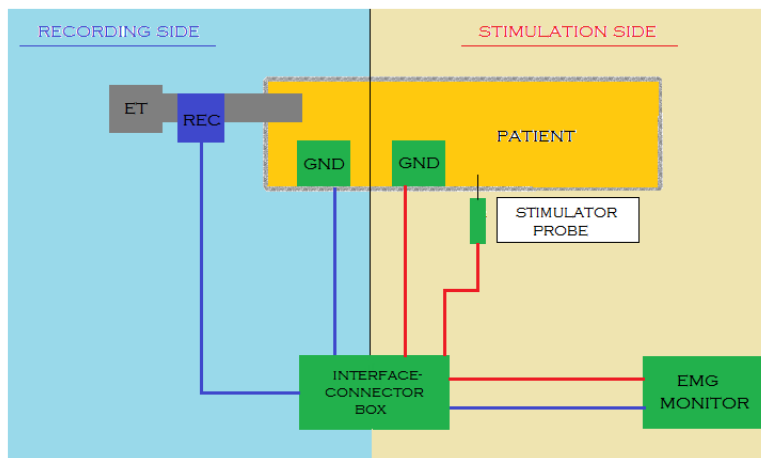 RECORDING SIDE
STIMULATION SIDE
ET
REC
PATIENT
GND
GND
STIMULATOR
PROBE
INTERFACE-
CONNECTOR
BOX
EMG
MONITOR